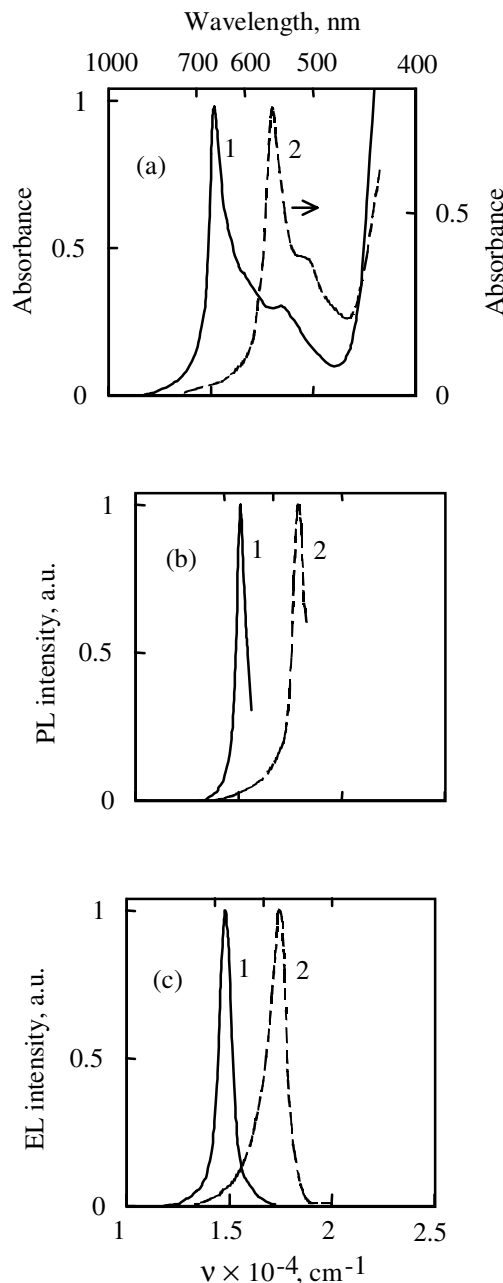 Wavelength, nm
1000 700 600 500 400
1
(a) 1 2
Absorbance
0.5 0.5
Absorbance
0 0
1
(b) 1 2
PL intensity, a.u.
0.5
0
1
(c) 1 2
EL intensity, a.u.
0.5
0
1 1.5 2 2.5
ν × 10⁻⁴, cm⁻¹